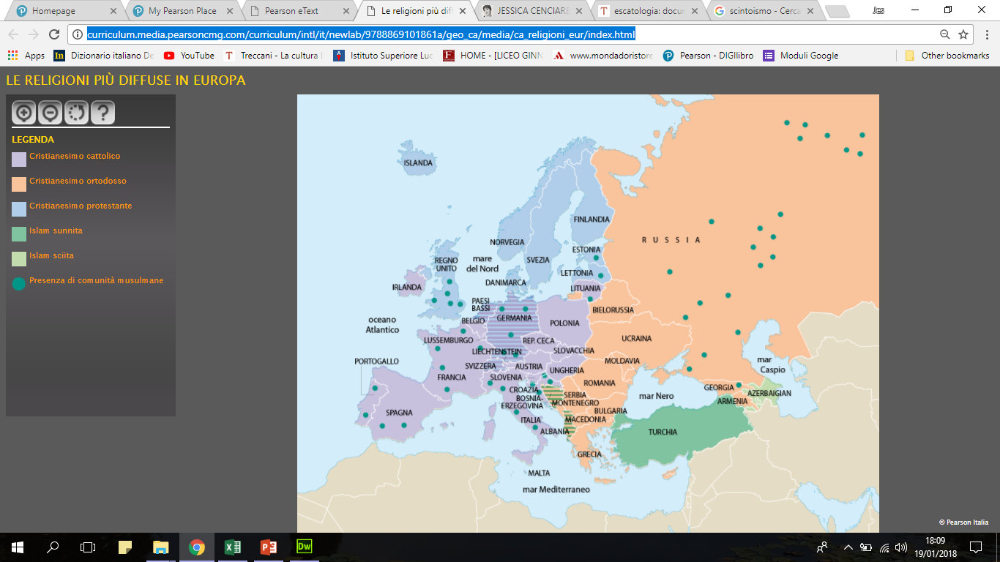 Homepage
My Pearson Place
Pearson eText
Le religioni più dif
JESSICA CENCIARE
escatologia: docu
scintoismo - Cerca
Jes
curriculum.media.pearsoncmg.com/curriculum/intl/it/newlab/9788869101861a/geo_ca/media/ca_religioni_eur/index.html
Apps
Dizionario italiano De
YouTube
Treccani - La cultura I
Istituto Superiore Luc
HOME - [LICEO GINN
www.mondadoristore
Pearson - DIGIlibro
Moduli Google
Other bookmarks
LE RELIGIONI PIÙ DIFFUSE IN EUROPA
LEGENDA
Cristianesimo cattolico
Cristianesimo ortodosso
Cristianesimo protestante
Islam sunnita
Islam sciita
Presenza di comunità musulmane
ISLANDA
FINLANDIA
RUSSIA
NORVEGIA
SVEZIA
ESTONIA
mare
del Nord
REGNO
UNITO
LETTONIA
DANIMARCA
LITUANIA
IRLANDA
PAESI
BASSI
BIELORUSSIA
GERMANIA
POLONIA
BELGIO
oceano
Atlantico
LUSSEMBURGO
REP. CECA
UCRAINA
LIECHTENSTEIN
SLOVACCHIA
PORTOGALLO
SVIZZERA
AUSTRIA
MOLDAVIA
mar
Caspio
UNGHERIA
FRANCIA
SLOVENIA
ROMANIA
CROAZIA
GEORGIA
BOSNIA-
ERZEGOVINA
SERBIA
mar Nero
AZERBAIGIAN
MONTENEGRO
ARMENIA
SPAGNA
BULGARIA
ITALIA
MACEDONIA
ALBANIA
TURCHIA
GRECIA
MALTA
mar Mediterraneo
© Pearson Italia
Dw
18:09
19/01/2018